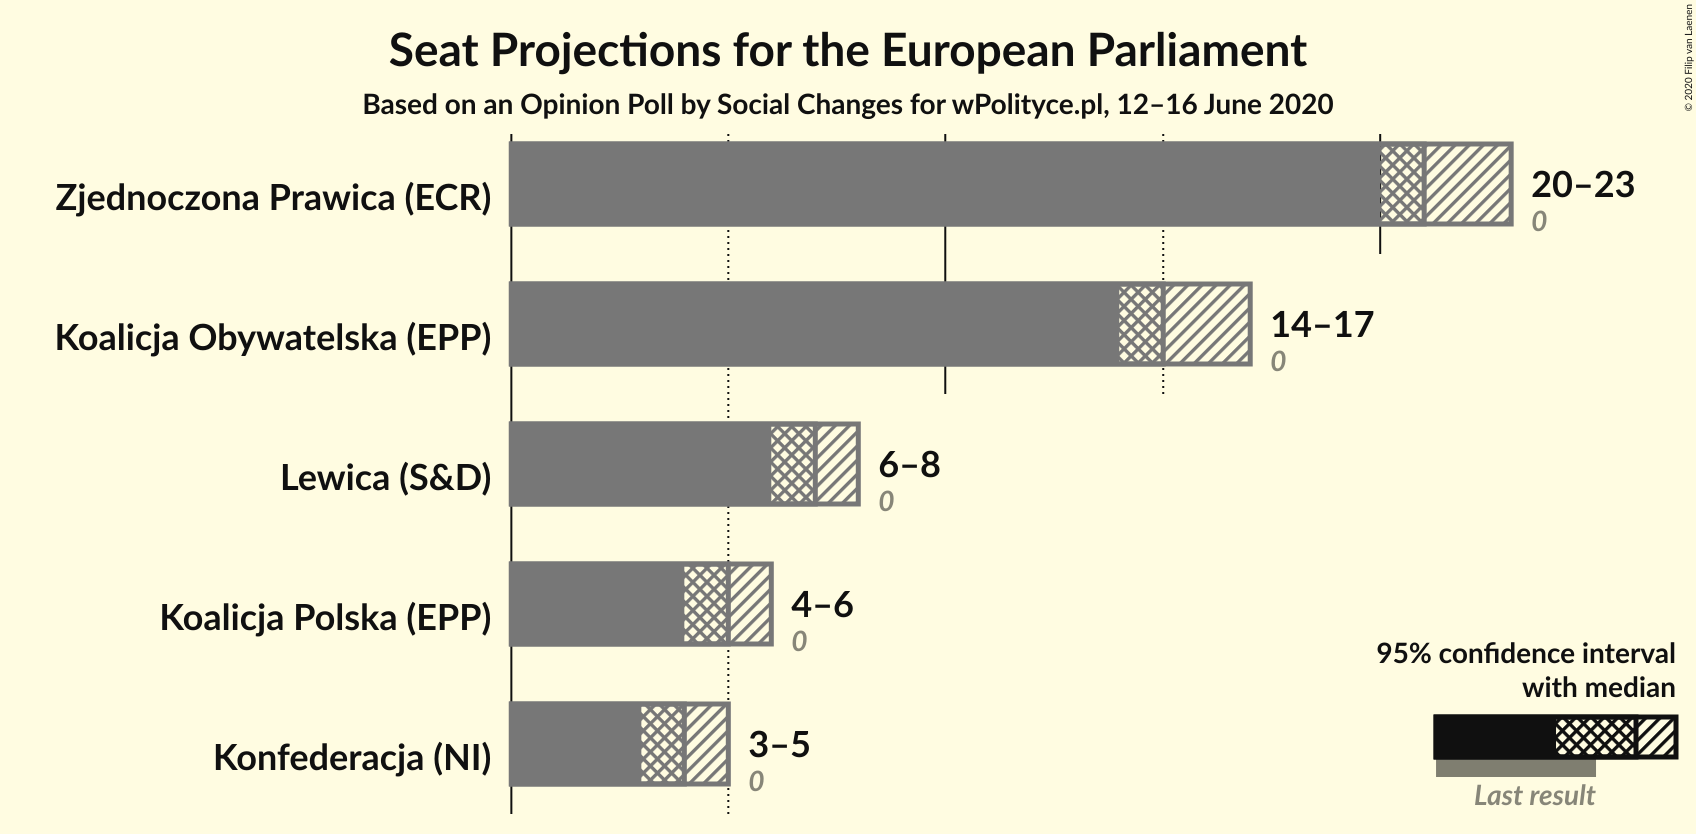 Seat Projections for the European Parliament
Based on an Opinion Poll by Social Changes for wPolityce.pl, 12–16 June 2020
© 2020 Filip van Laenen
Zjednoczona Prawica (ECR)
20–23
0
Koalicja Obywatelska (EPP)
14–17
0
Lewica (S&D)
6–8
0
Koalicja Polska (EPP)
4–6
0
Konfederacja (NI)
3–5
0
95% confidence interval
with median
Last result